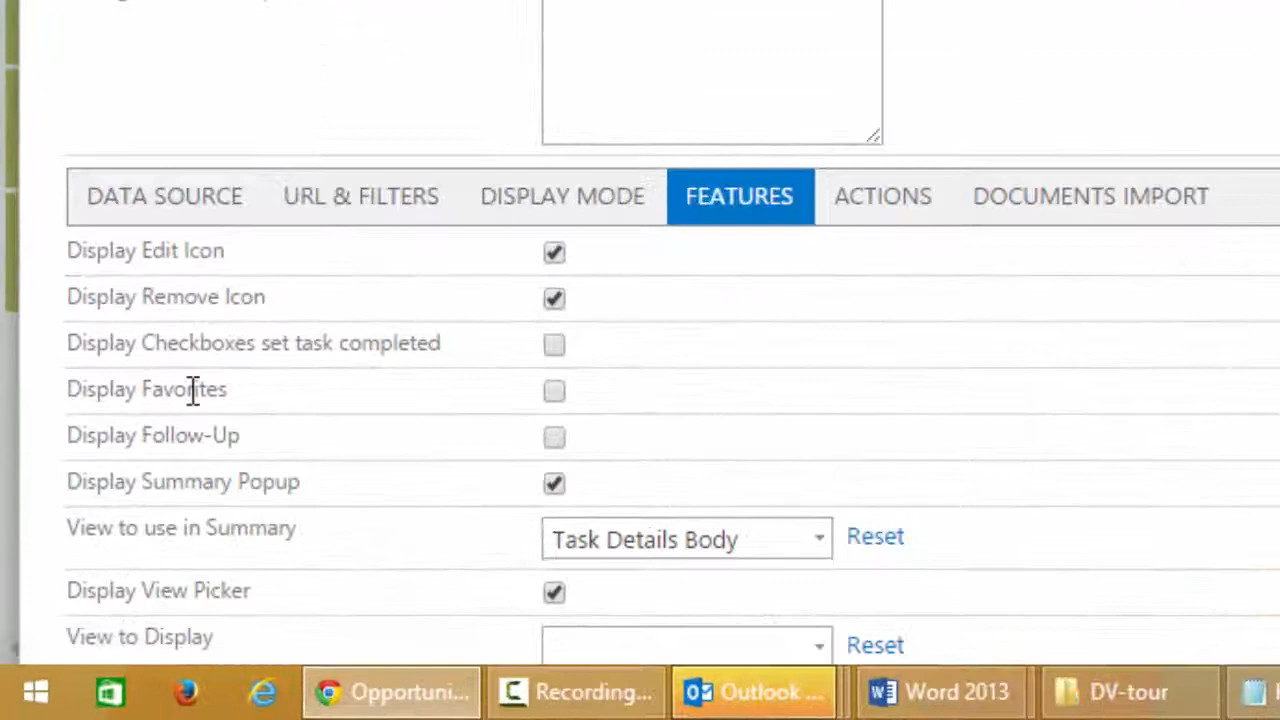 DATA SOURCE URL & FILTERS DISPLAY MODE FEATURES ACTIONS DOCUMENTS IMPORT
Display Edit Icon
Display Remove Icon
Display Checkboxes set task completed
Display Favorites
Display Follow-Up
Display Summary Popup
View to use in Summary Task Details Body Reset
Display View Picker
View to Display Reset
Opportuni... Recording... Outlook ... Word 2013 DV-tour